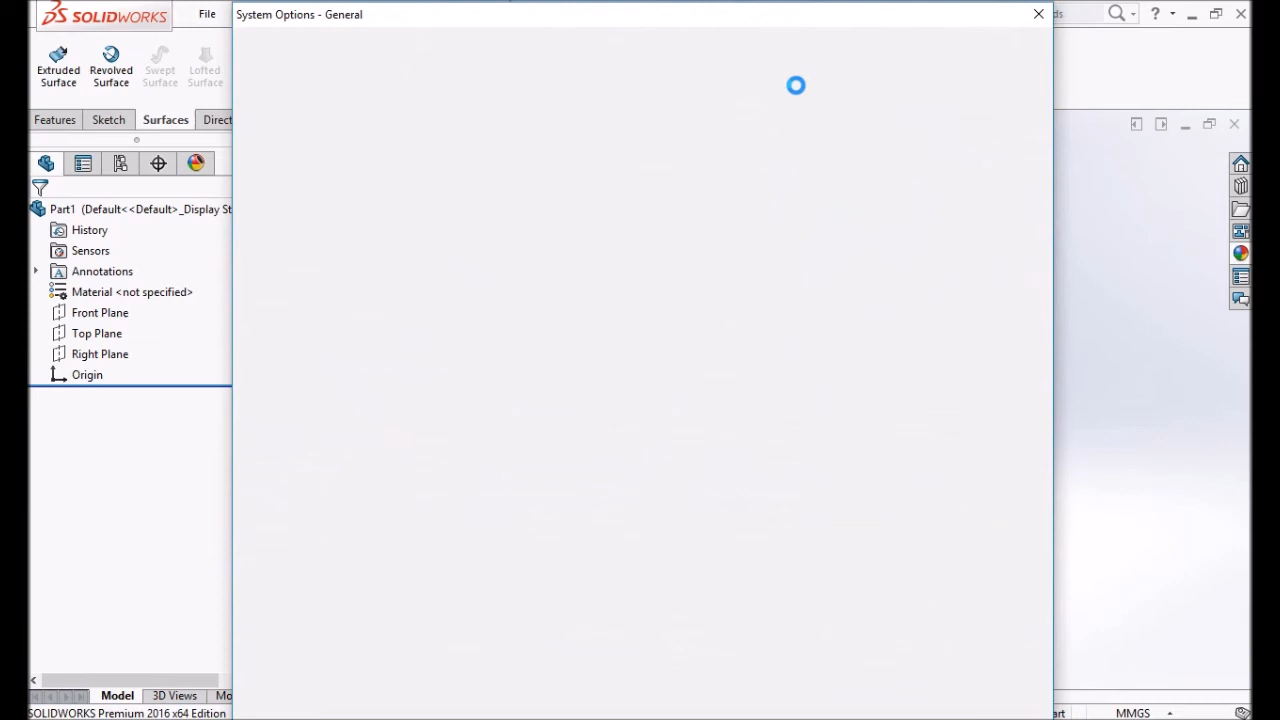 System Options - General
SOLIDWORKS
File
ds
?
Extruded Surface
Revolved Surface
Swept Surface
Lofted Surface
Features
Sketch
Surfaces
Direct
Part1 (Default<<Default>_Display St
History
Sensors
Annotations
Material <not specified>
Front Plane
Top Plane
Right Plane
Origin
Model
3D Views
Mo
SOLIDWORKS Premium 2016 x64 Edition
art
MMGS